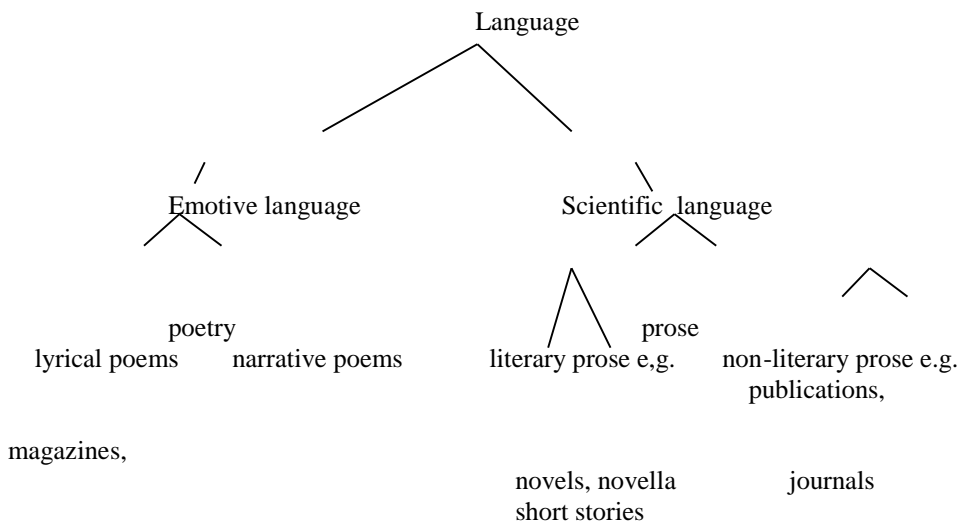 Language
Emotive language Scientific language
poetry prose
lyrical poems narrative poems literary prose e,g. non-literary prose e.g.
publications,
magazines,
novels, novella journals
short stories